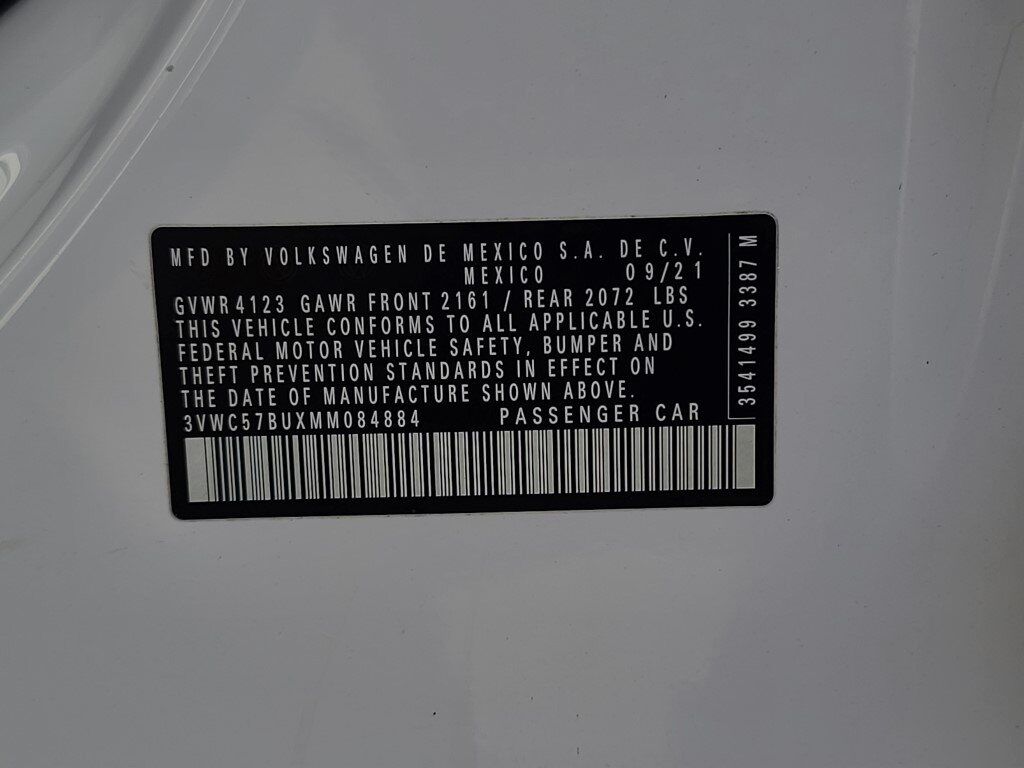 MFD BY VOLKSWAGEN DE MEXICO S.A. DE C.V.
MEXICO 09/21
GVWR 4123 GAWR FRONT 2161 / REAR 2072 LBS
THIS VEHICLE CONFORMS TO ALL APPLICABLE U.S.
FEDERAL MOTOR VEHICLE SAFETY, BUMPER AND
THEFT PREVENTION STANDARDS IN EFFECT ON
THE DATE OF MANUFACTURE SHOWN ABOVE.
3VWC57BUXMM084884 PASSENGER CAR
3541499 3387 M